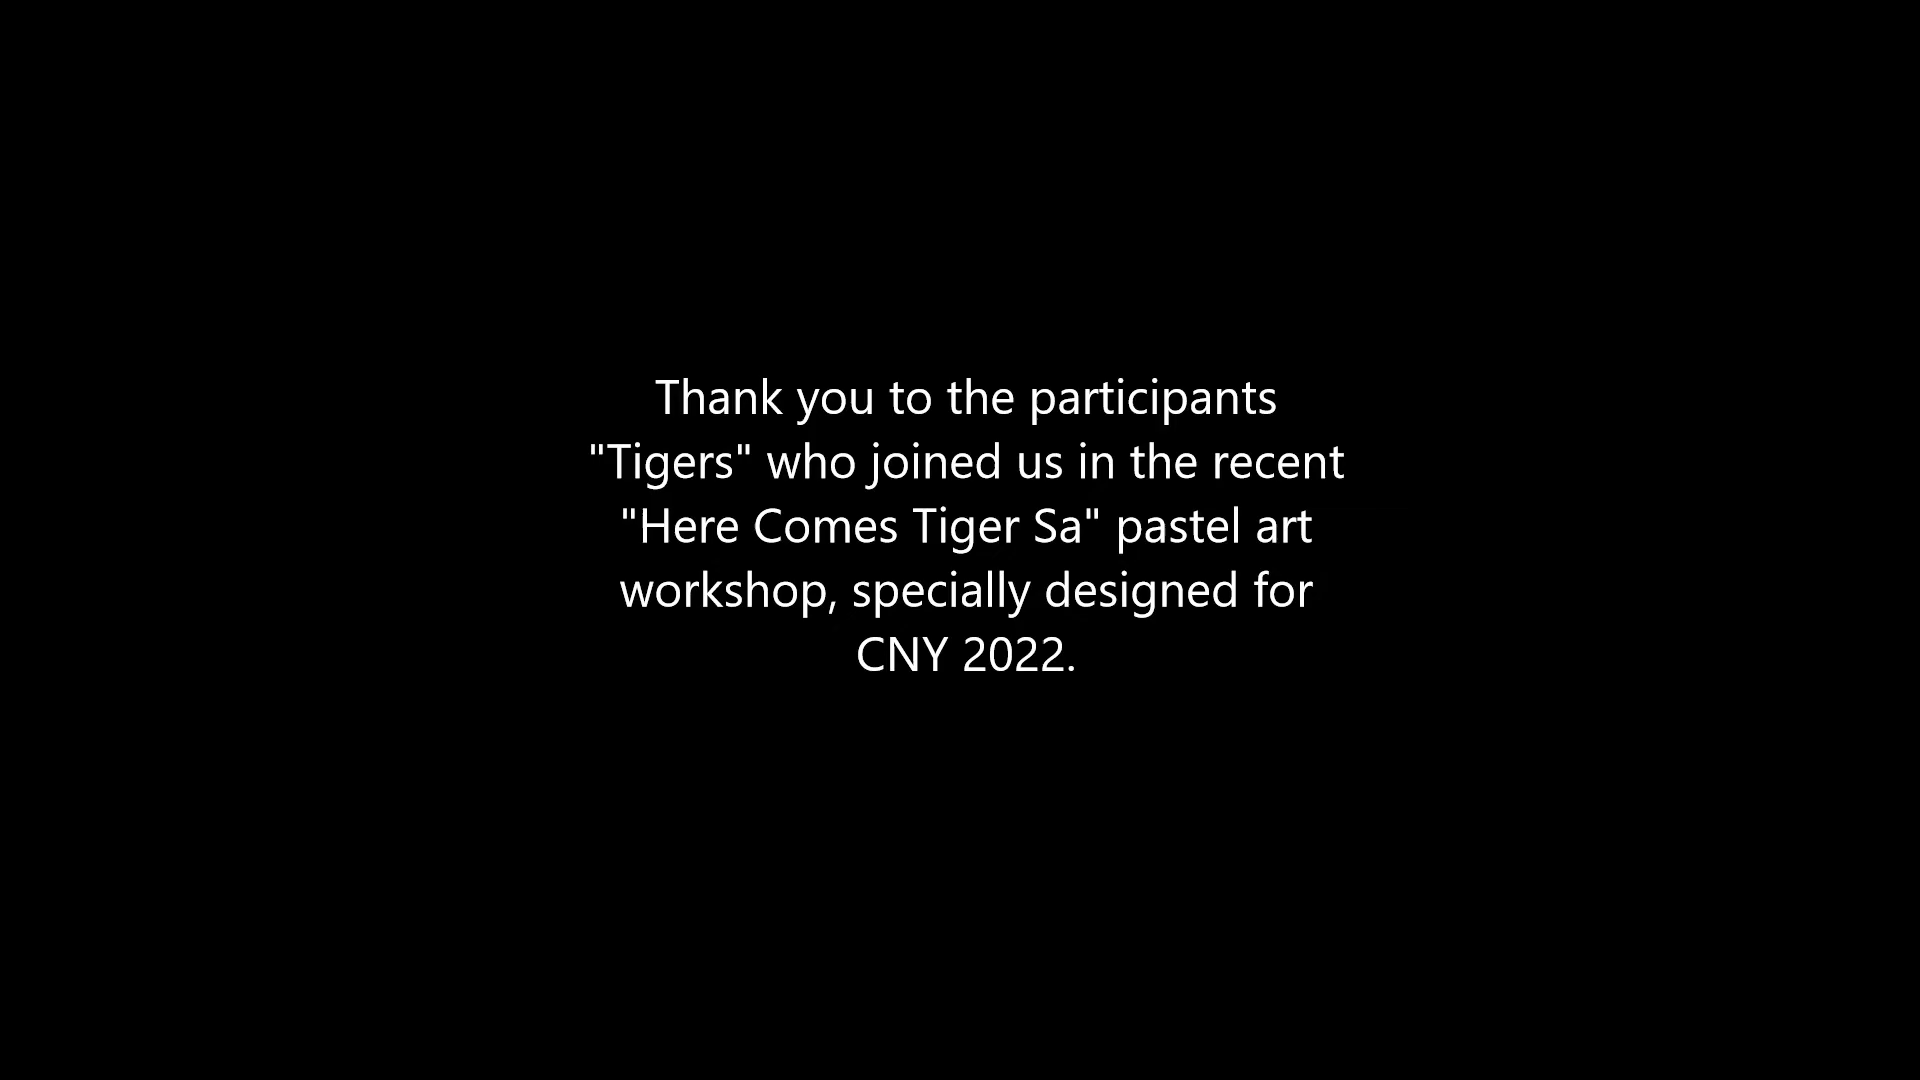 Thank you to the participants
"Tigers" who joined us in the recent
"Here Comes Tiger Sa" pastel art
workshop, specially designed for
CNY 2022.